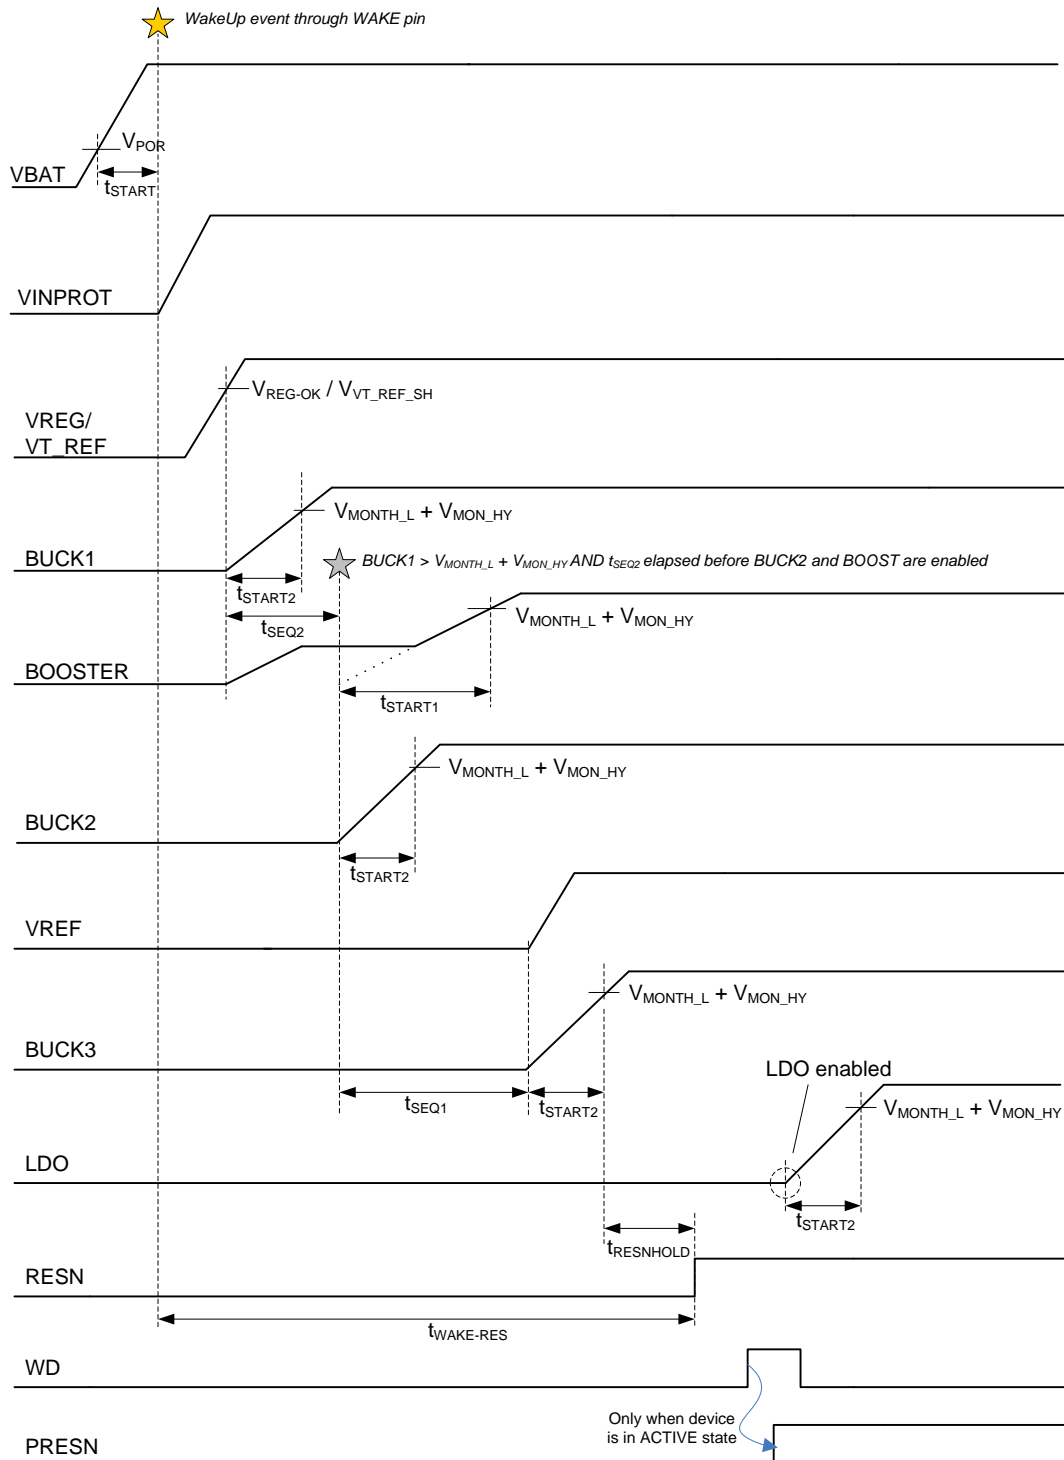 WakeUp event through WAKE pin
VPOR
VBAT
tSTART
VINPROT
VREG-OK / VVT_REF_SH
VREG/
VT_REF
VMONTH_L + VMON_HY
BUCK1
BUCK1 > VMONTH_L + VMON_HY AND tSEQ2 elapsed before BUCK2 and BOOST are enabled
tSTART2
tSEQ2
VMONTH_L + VMON_HY
BOOSTER
tSTART1
VMONTH_L + VMON_HY
BUCK2
tSTART2
VREF
VMONTH_L + VMON_HY
BUCK3
LDO enabled
tSEQ1
tSTART2
VMONTH_L + VMON_HY
LDO
tSTART2
tRESNHOLD
RESN
tWAKE-RES
WD
Only when device
is in ACTIVE state
PRESN